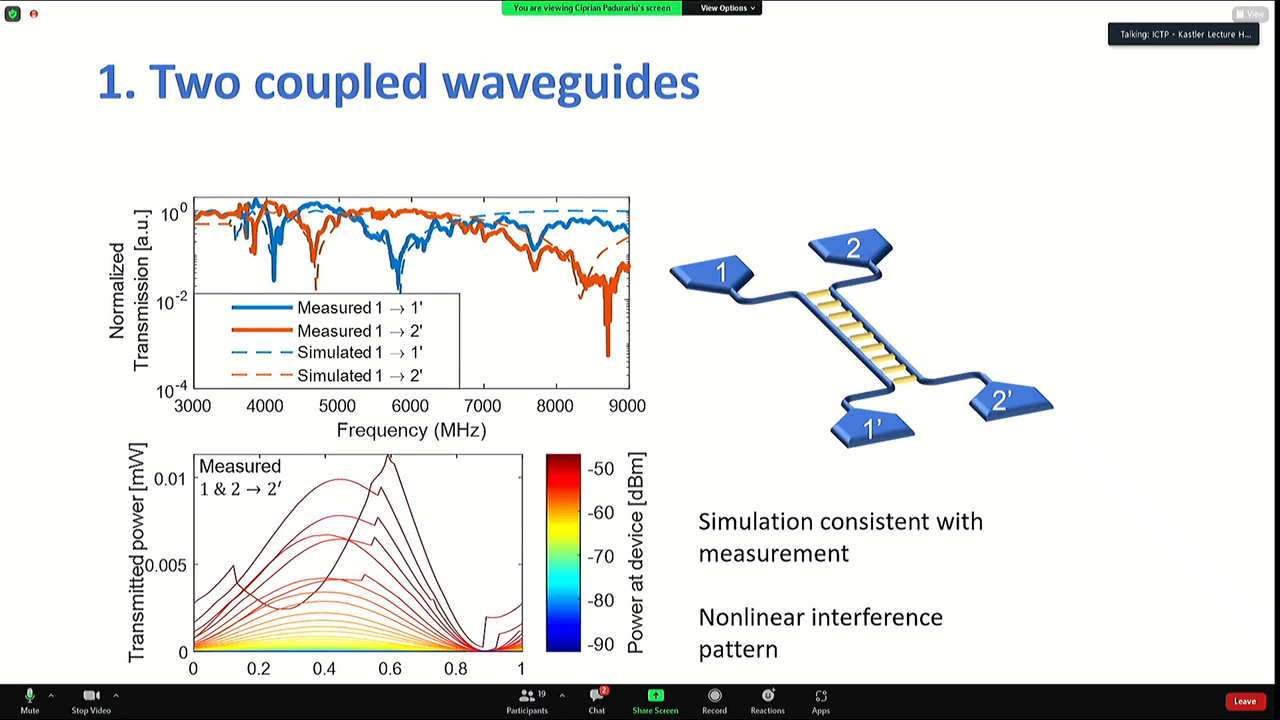 You are viewing Ciprian Padurariu's screen
View Options
View
Talking: ICTP - Kastler Lecture H...
1. Two coupled waveguides
Normalized
Transmission [a.u.]
10⁰
10⁻²
10⁻⁴
Measured 1 → 1'
Measured 1 → 2'
Simulated 1 → 1'
Simulated 1 → 2'
3000 4000 5000 6000 7000 8000 9000
Frequency (MHz)
1
2
1'
2'
Transmitted power [mW]
0.01
0.005
0
Measured
1 & 2 → 2′
0 0.2 0.4 0.6 0.8 1
-50
-60
-70
-80
-90
Power at device [dBm]
Simulation consistent with
measurement
Nonlinear interference
pattern
Mute
Stop Video
Participants
19
Chat
2
Share Screen
Record
Reactions
Apps
Leave